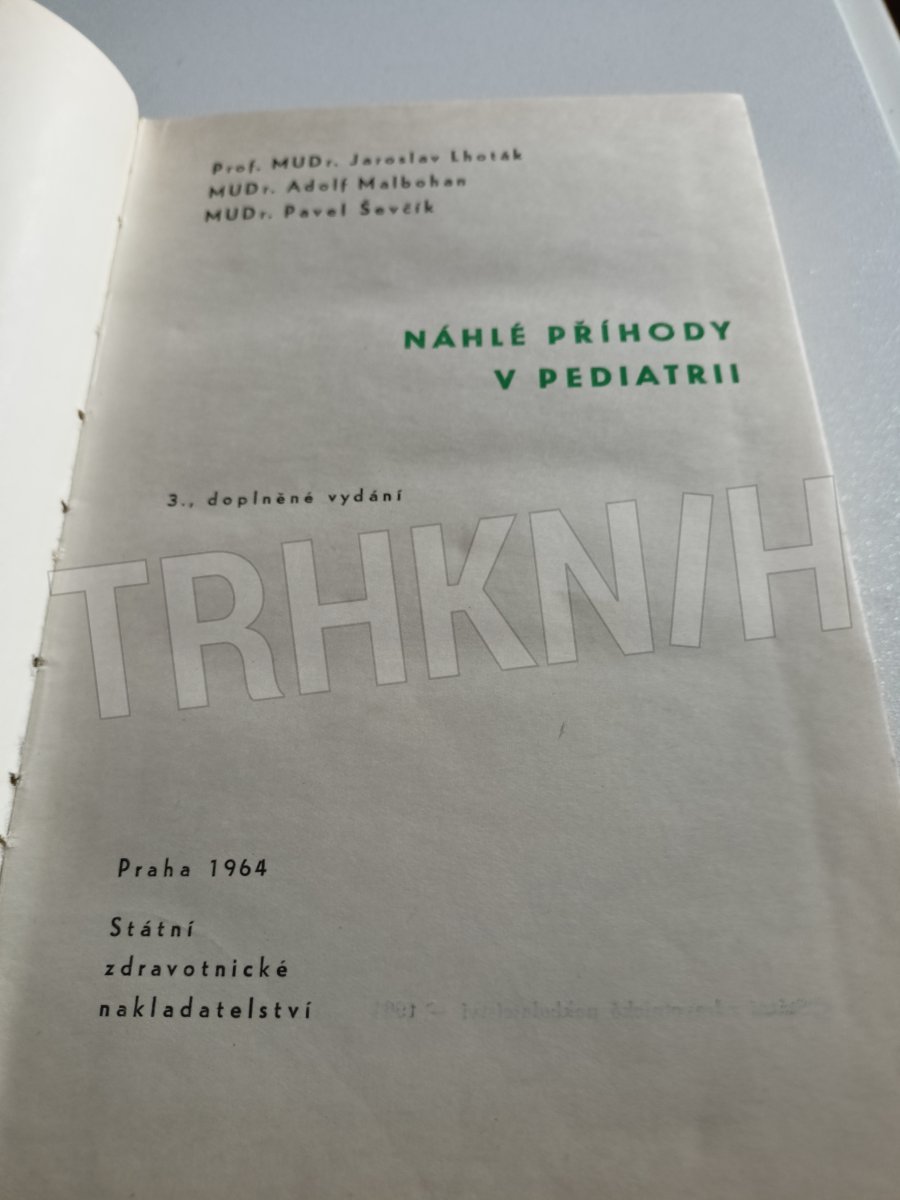 Prof. MUDr. Jaroslav Lhoták
MUDr. Adolf Malbohan
MUDr. Pavel Ševčík
NÁHLÉ PŘÍHODY
V PEDIATRII
3., doplněné vydání
TRHKNIH
Praha 1964
Státní
zdravotnické
nakladatelství